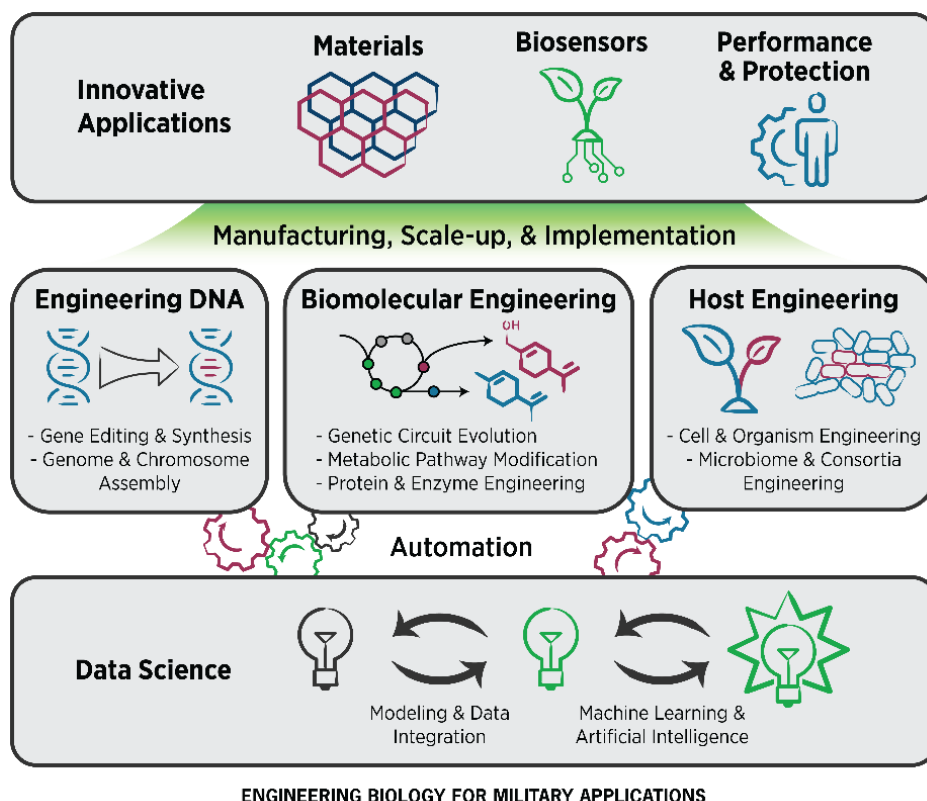 Innovative
Applications
Materials
Biosensors
Performance
& Protection
Manufacturing, Scale-up, & Implementation
Engineering DNA
- Gene Editing & Synthesis
- Genome & Chromosome
Assembly
Biomolecular Engineering
OH
- Genetic Circuit Evolution
- Metabolic Pathway Modification
- Protein & Enzyme Engineering
Host Engineering
- Cell & Organism Engineering
- Microbiome & Consortia
Engineering
Automation
Data Science
Modeling & Data
Integration
Machine Learning &
Artificial Intelligence
ENGINEERING BIOLOGY FOR MILITARY APPLICATIONS